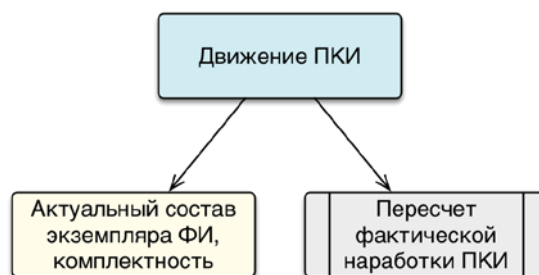 Движение ПКИ
Актуальный состав
экземпляра ФИ,
комплектность
Пересчет
фактической
наработки ПКИ